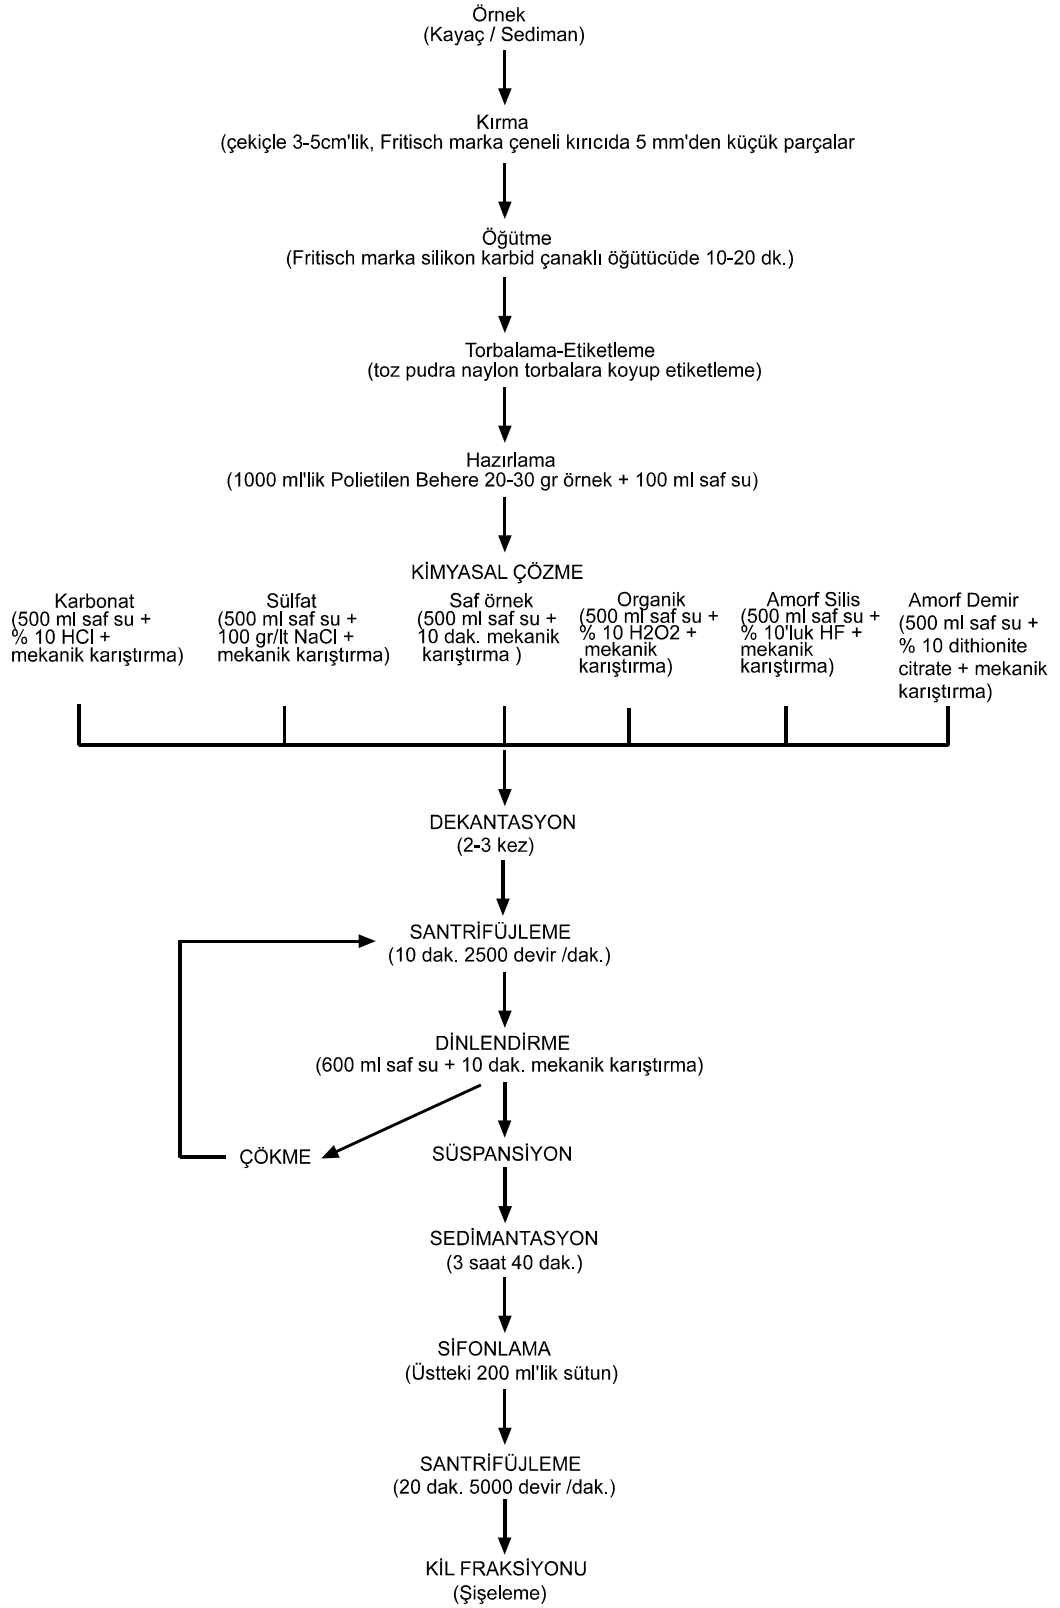 Örnek
(Kayaç / Sediman)
Kırma
(çekiçle 3-5cm'lik, Fritisch marka çeneli kırıcıda 5 mm'den küçük parçalar
Öğütme
(Fritisch marka silikon karbid çanaklı öğütücüde 10-20 dk.)
Torbalama-Etiketleme
(toz pudra naylon torbalara koyup etiketleme)
Hazırlama
(1000 ml'lik Polietilen Behere 20-30 gr örnek + 100 ml saf su)
KİMYASAL ÇÖZME
Karbonat
(500 ml saf su +
% 10 HCl +
mekanik karıştırma)
Sülfat
(500 ml saf su +
100 gr/lt NaCl +
mekanik karıştırma)
Saf örnek
(500 ml saf su +
10 dak. mekanik
karıştırma )
Organik
(500 ml saf su +
% 10 H2O2 +
mekanik
karıştırma)
Amorf Silis
(500 ml saf su +
% 10'luk HF +
mekanik
karıştırma)
Amorf Demir
(500 ml saf su +
% 10 dithionite
citrate + mekanik
karıştırma)
DEKANTASYON
(2-3 kez)
SANTRİFÜJLEME
(10 dak. 2500 devir /dak.)
DİNLENDİRME
(600 ml saf su + 10 dak. mekanik karıştırma)
ÇÖKME
SÜSPANSİYON
SEDİMANTASYON
(3 saat 40 dak.)
SİFONLAMA
(Üstteki 200 ml'lik sütun)
SANTRİFÜJLEME
(20 dak. 5000 devir /dak.)
KİL FRAKSİYONU
(Şişeleme)